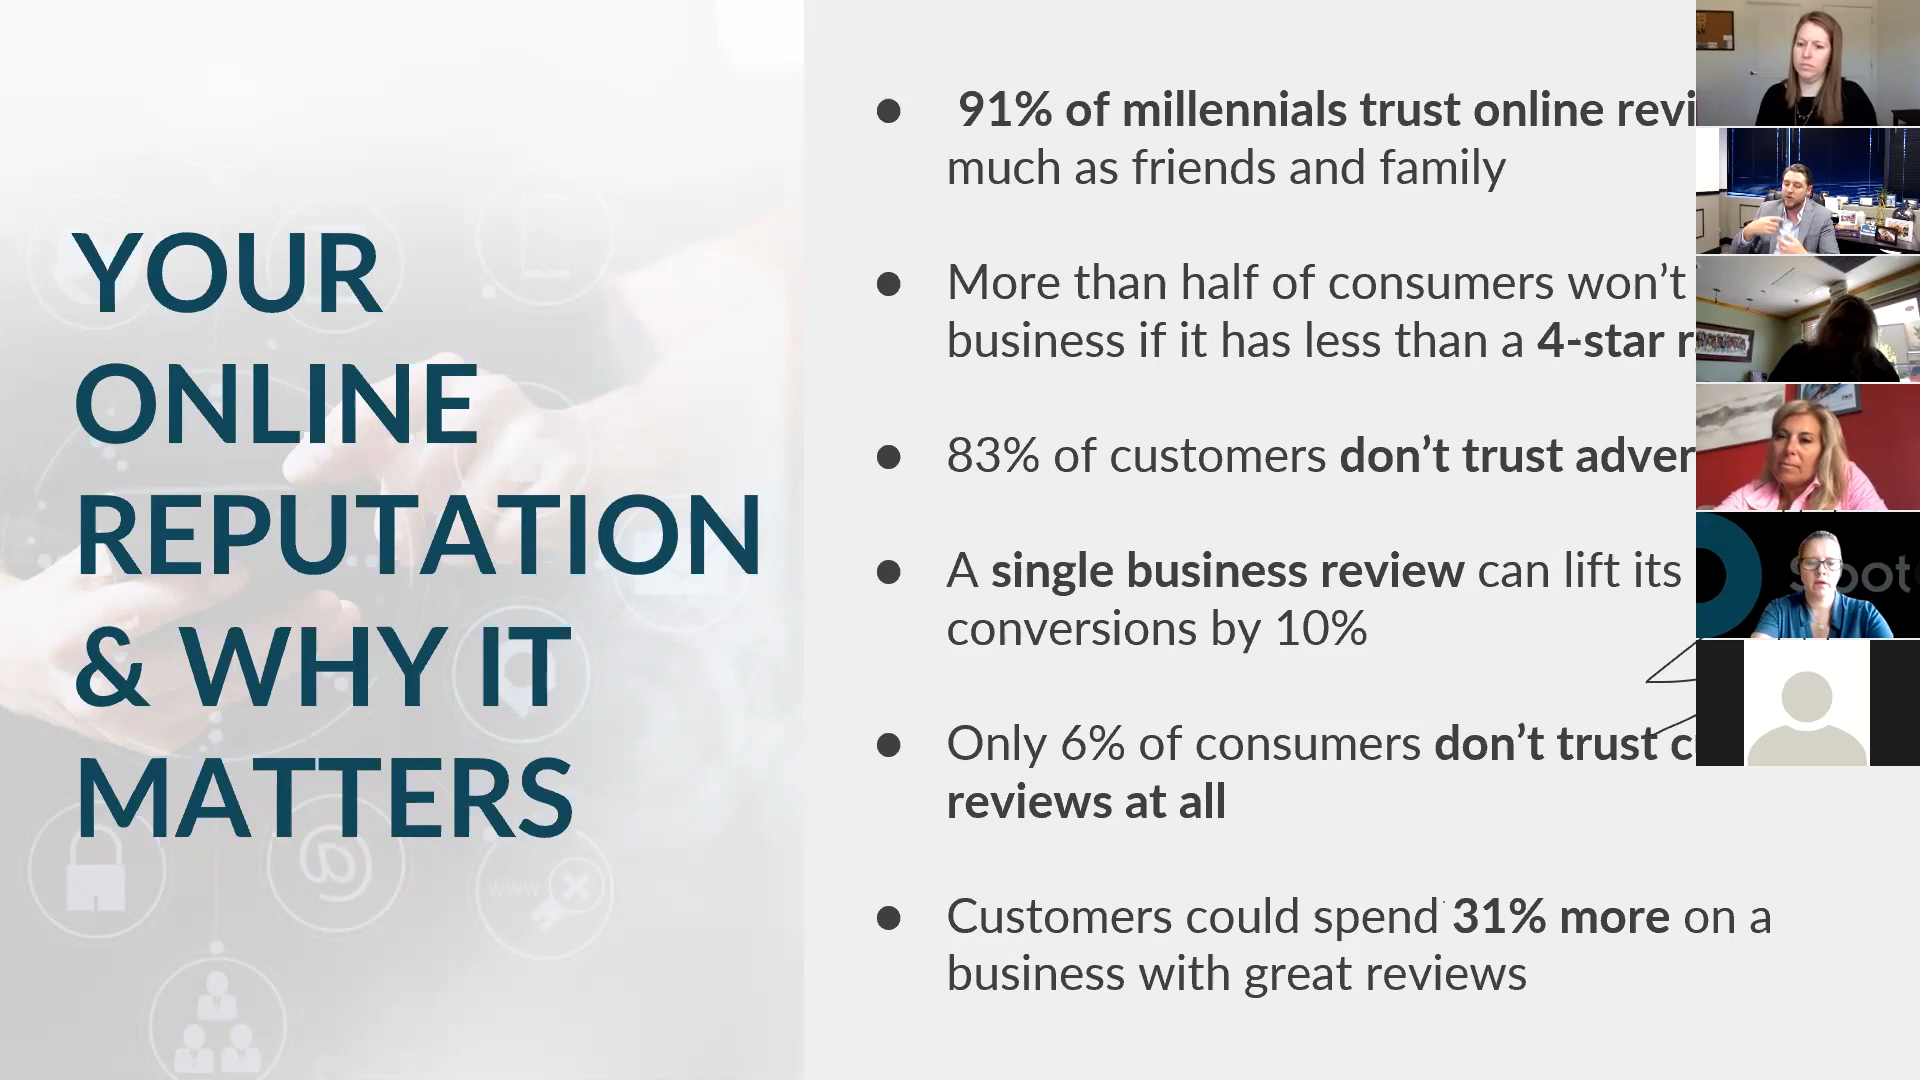 YOUR
ONLINE
REPUTATION
& WHY IT
MATTERS
● 91% of millennials trust online revi
much as friends and family
● More than half of consumers won’t
business if it has less than a 4-star r
● 83% of customers don’t trust adver
● A single business review can lift its
conversions by 10%
● Only 6% of consumers don’t trust c
reviews at all
● Customers could spend 31% more on a
business with great reviews
www